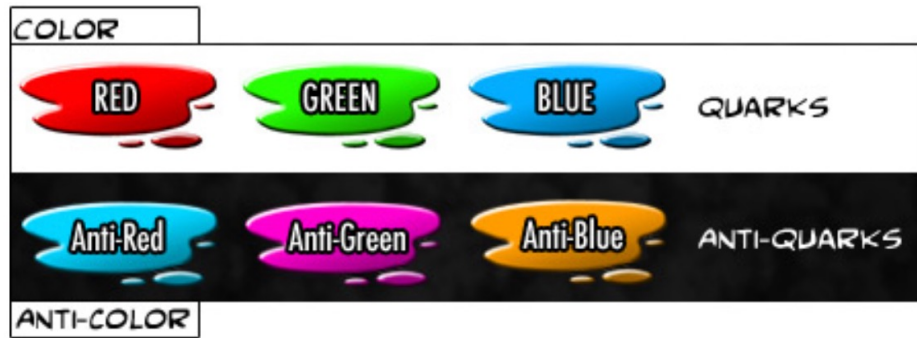 COLOR
RED GREEN BLUE QUARKS
Anti-Red Anti-Green Anti-Blue ANTI-QUARKS
ANTI-COLOR